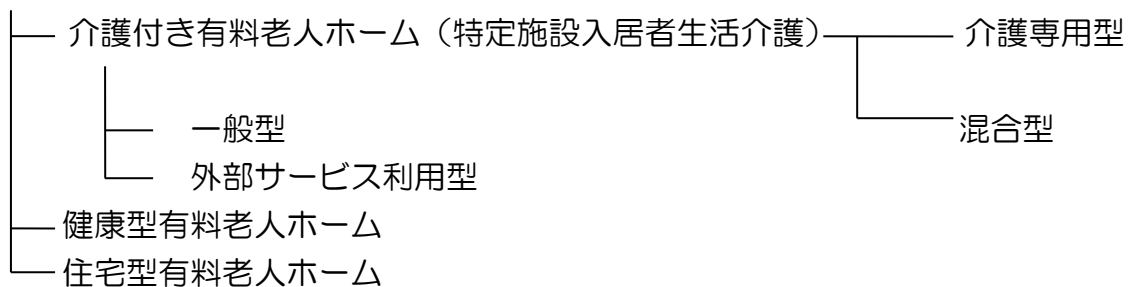 介護付き有料老人ホーム（特定施設入居者生活介護） 介護専用型
一般型 混合型
外部サービス利用型
健康型有料老人ホーム
住宅型有料老人ホーム